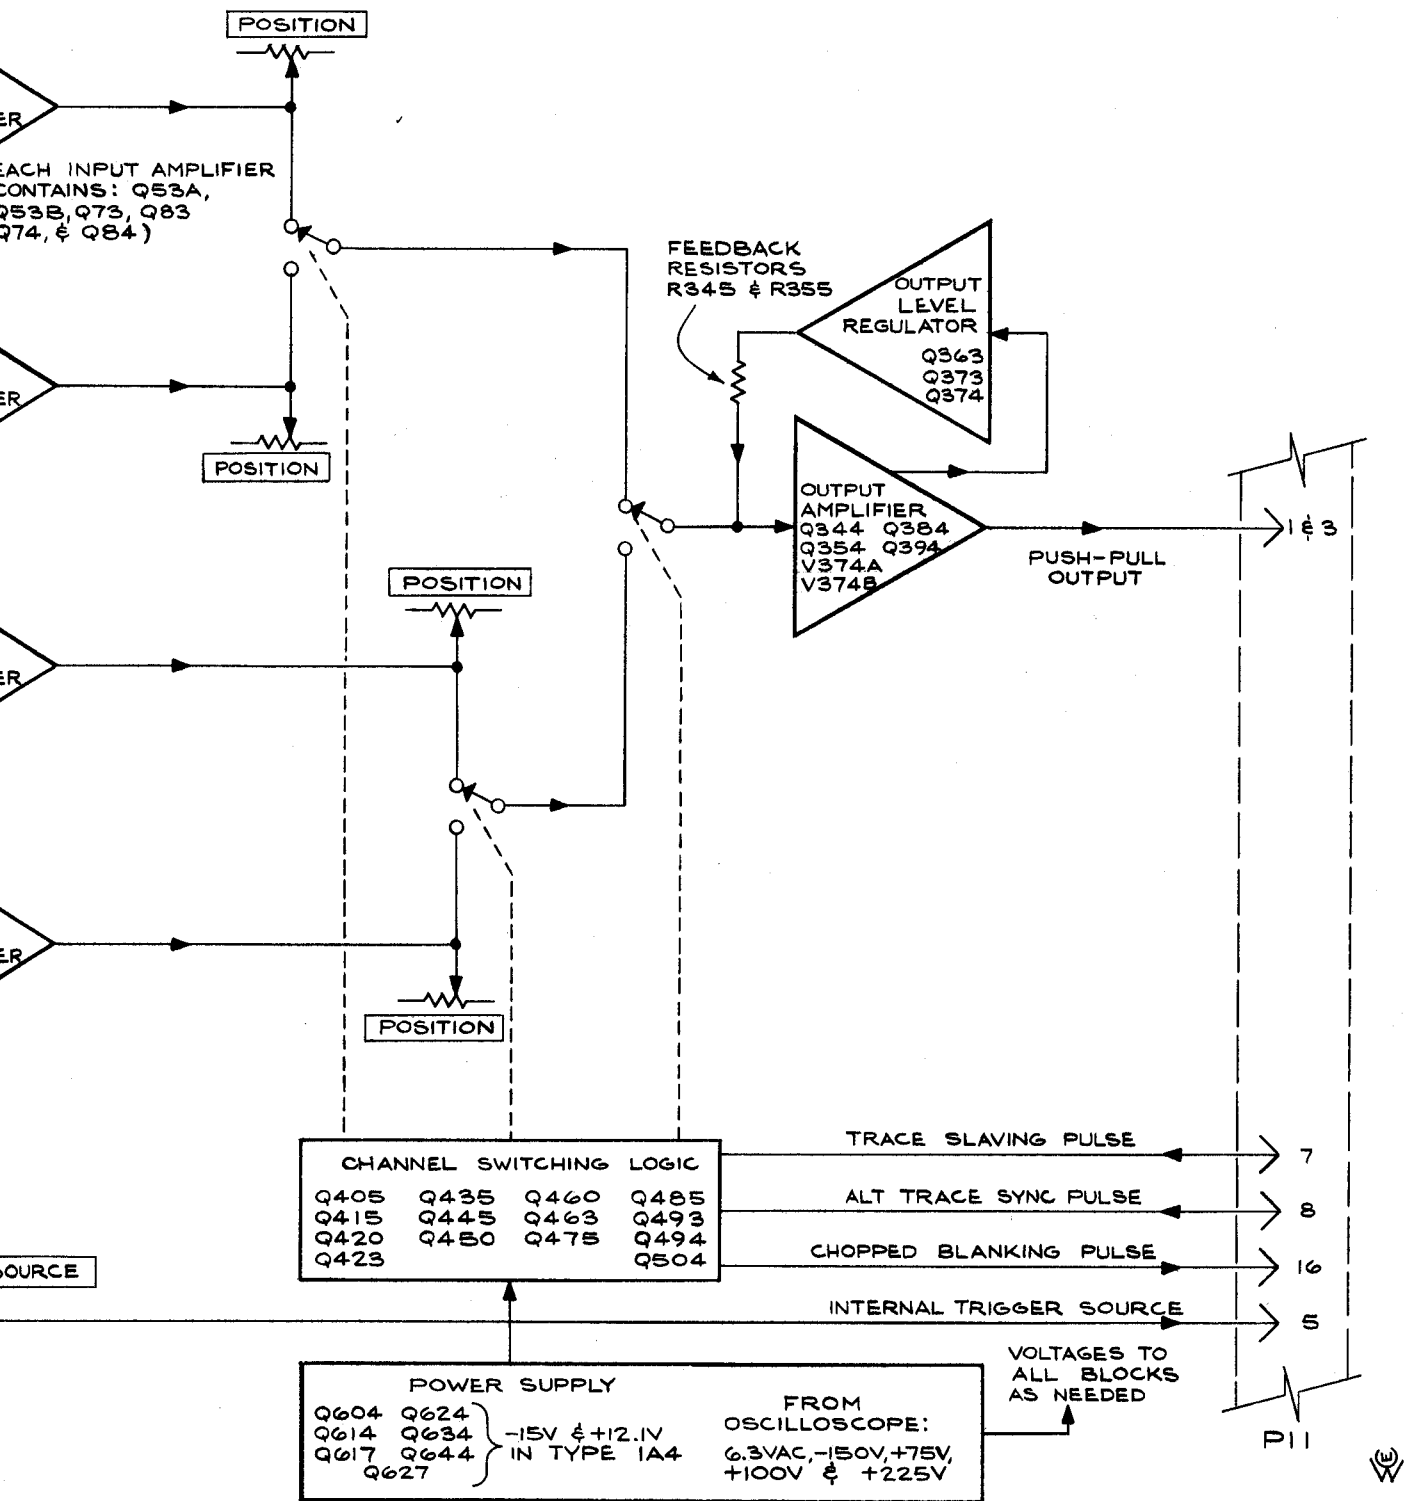 POSITION
ER
EACH INPUT AMPLIFIER
CONTAINS: Q53A,
Q53B, Q73, Q83
Q74, & Q84)
FEEDBACK
RESISTORS
R345 & R355
OUTPUT
LEVEL
REGULATOR
Q363
Q373
Q374
ER
POSITION
OUTPUT
AMPLIFIER
Q344 Q384
Q354 Q394
V374A
V374B
1 & 3
PUSH-PULL
OUTPUT
POSITION
ER
ER
POSITION
CHANNEL SWITCHING LOGIC
Q405 Q435 Q460 Q485
Q415 Q445 Q463 Q493
Q420 Q450 Q475 Q494
Q423 Q504
TRACE SLAVING PULSE
7
ALT TRACE SYNC PULSE
8
CHOPPED BLANKING PULSE
16
SOURCE
INTERNAL TRIGGER SOURCE
5
POWER SUPPLY
Q604 Q624
Q614 Q634
Q617 Q644
Q627
-15V & +12.1V
IN TYPE 1A4
FROM
OSCILLOSCOPE:
6.3VAC, -150V, +75V,
+100V & +225V
VOLTAGES TO
ALL BLOCKS
AS NEEDED
P11